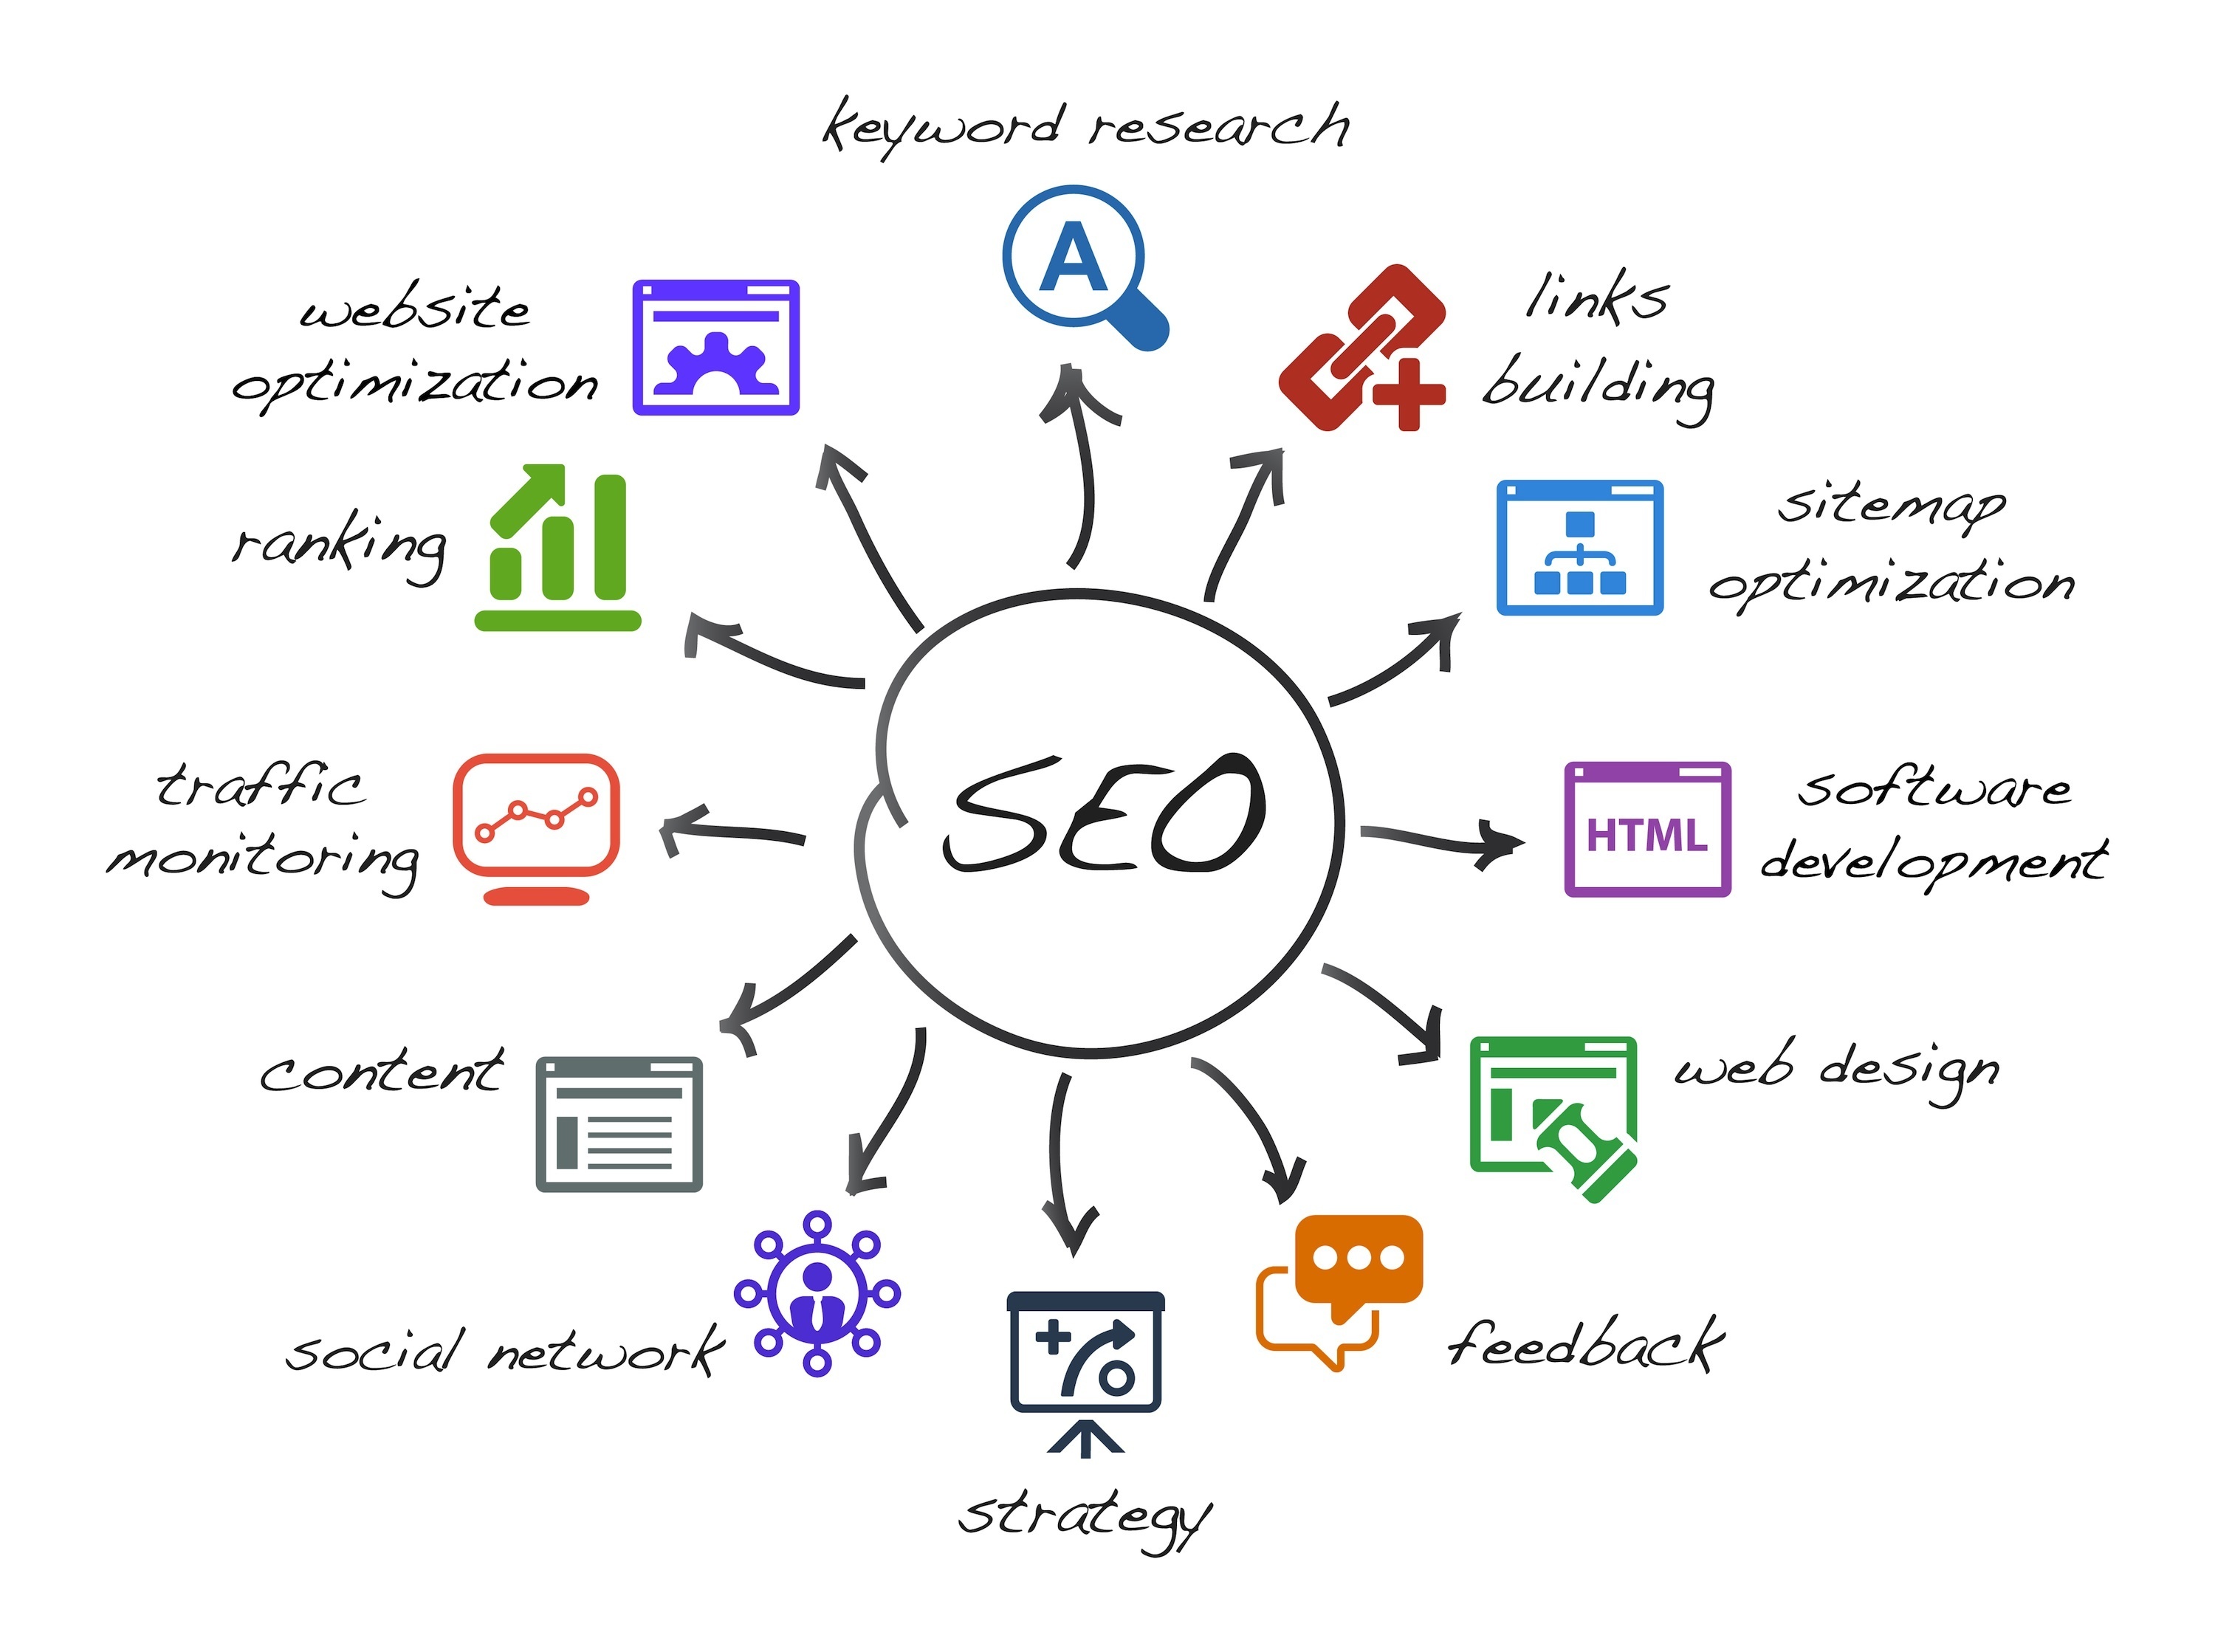 keyword research
A
links
building
sitemap
optimization
HTML
software
development
web design
feedback
strategy
social network
content
traffic
monitoring
ranking
website
optimization
SEO